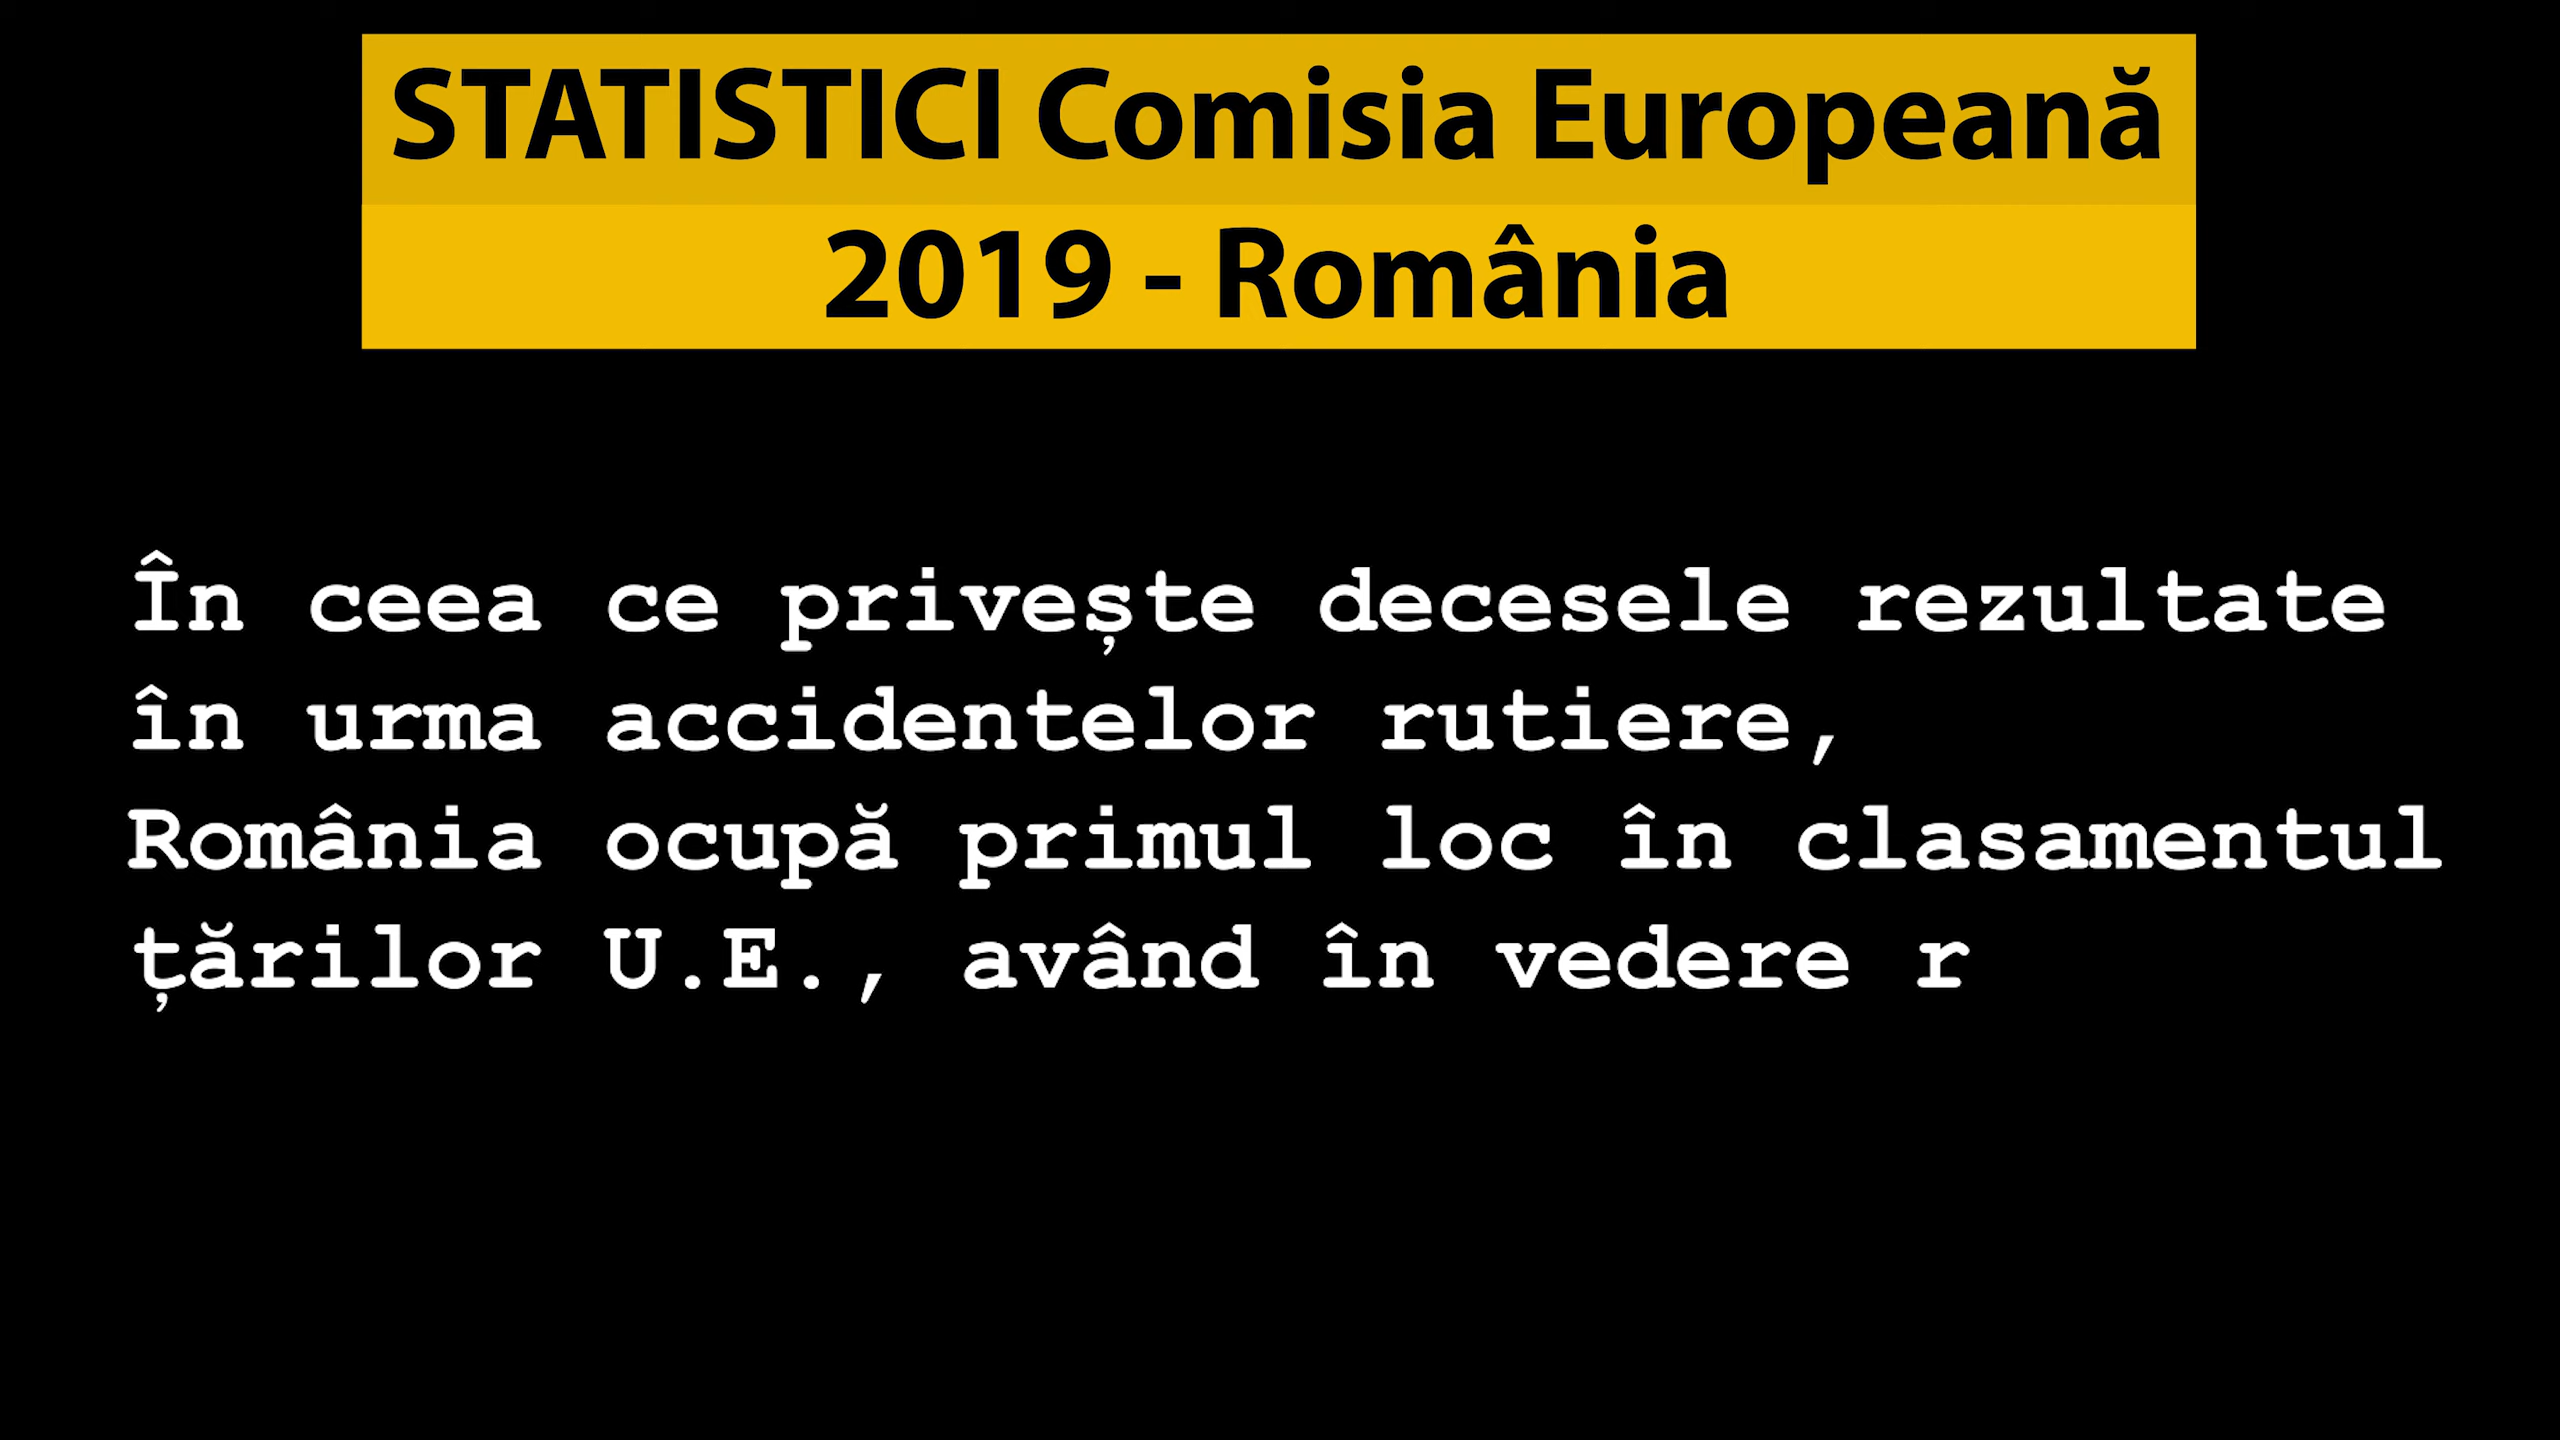 STATISTICI Comisia Europeană
2019 - România
În ceea ce privește decesele rezultate
în urma accidentelor rutiere,
România ocupă primul loc în clasamentul
țărilor U.E., având în vedere r